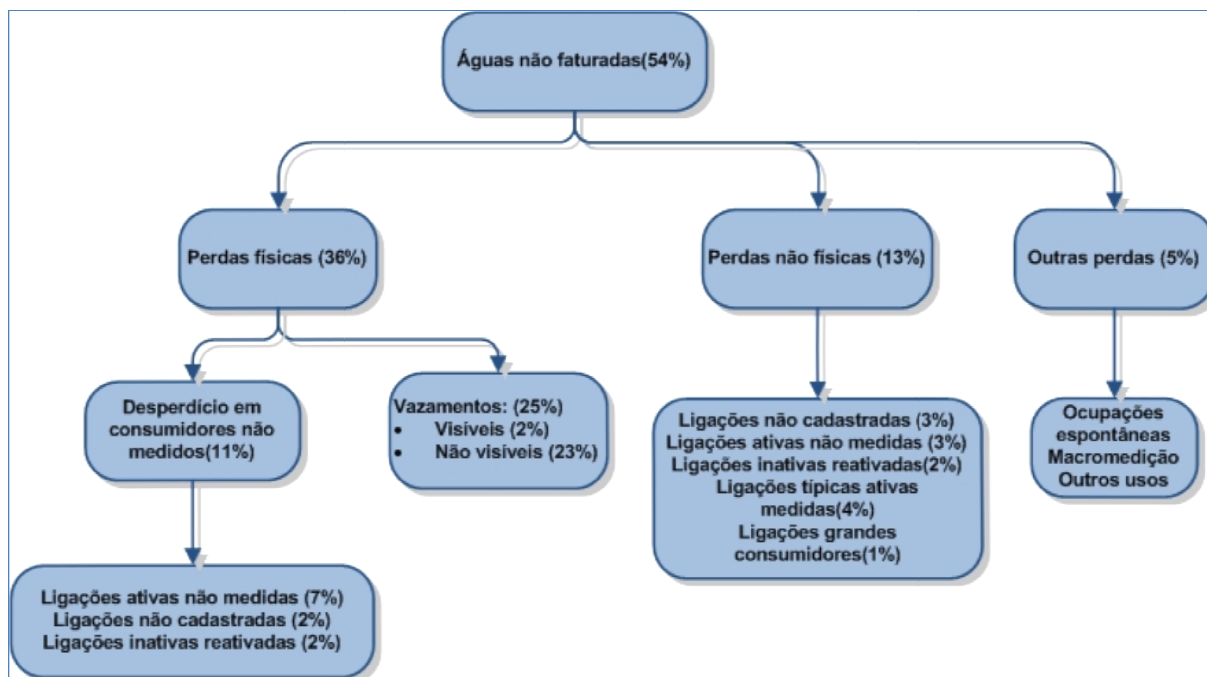 Águas não faturadas(54%)
Perdas físicas (36%)
Perdas não físicas (13%)
Outras perdas (5%)
Desperdício em
consumidores não
medidos(11%)
Vazamentos: (25%)
• Visíveis (2%)
• Não visíveis (23%)
Ligações não cadastradas (3%)
Ligações ativas não medidas (3%)
Ligações inativas reativadas(2%)
Ligações típicas ativas
medidas(4%)
Ligações grandes
consumidores(1%)
Ocupações
espontâneas
Macromedição
Outros usos
Ligações ativas não medidas (7%)
Ligações não cadastradas (2%)
Ligações inativas reativadas (2%)